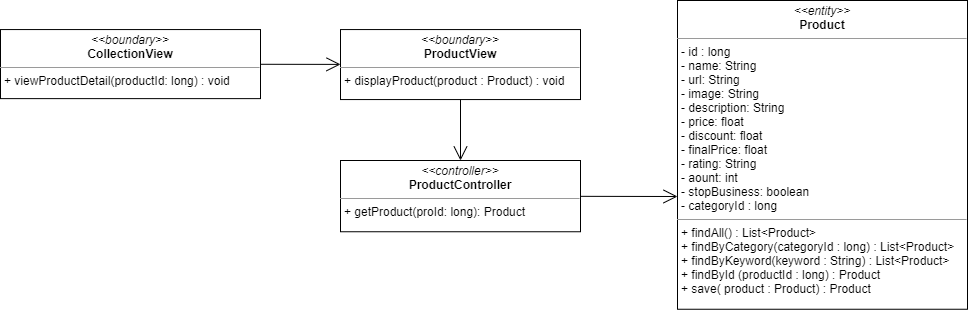 <<boundary>>
CollectionView
+ viewProductDetail(productId: long) : void
<<boundary>>
ProductView
+ displayProduct(product : Product) : void
<<controller>>
ProductController
+ getProduct(proId: long): Product
<<entity>>
Product
- id : long
- name: String
- url: String
- image: String
- description: String
- price: float
- discount: float
- finalPrice: float
- rating: String
- aount: int
- stopBusiness: boolean
- categoryId : long
+ findAll() : List<Product>
+ findByCategory(categoryId : long) : List<Product>
+ findByKeyword(keyword : String) : List<Product>
+ findById (productId : long) : Product
+ save( product : Product) : Product